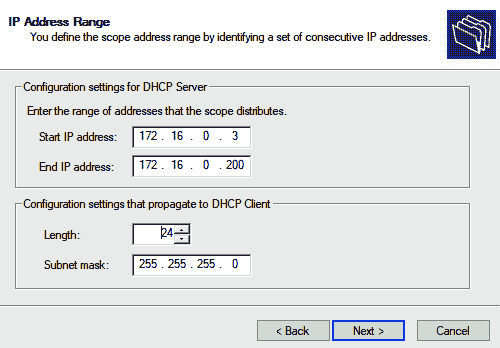 IP Address Range
You define the scope address range by identifying a set of consecutive IP addresses.
Configuration settings for DHCP Server
Enter the range of addresses that the scope distributes.
Start IP address: 172 . 16 . 0 . 3
End IP address: 172 . 16 . 0 . 200
Configuration settings that propagate to DHCP Client
Length: 24
Subnet mask: 255 . 255 . 255 . 0
< Back Next > Cancel